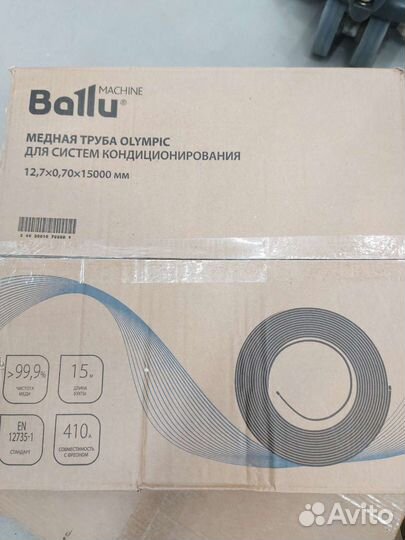 MACHINE
Ballu®
МЕДНАЯ ТРУБА OLYMPIC
ДЛЯ СИСТЕМ КОНДИЦИОНИРОВАНИЯ
12,7×0,70×15000 мм
>99,9%
ЧИСТОТА
МЕДИ
15м
ДЛИНА
БУХТЫ
EN
12735-1
СТАНДАРТ
410A
СОВМЕСТИМОСТЬ
С ФРЕОНОМ
Avito